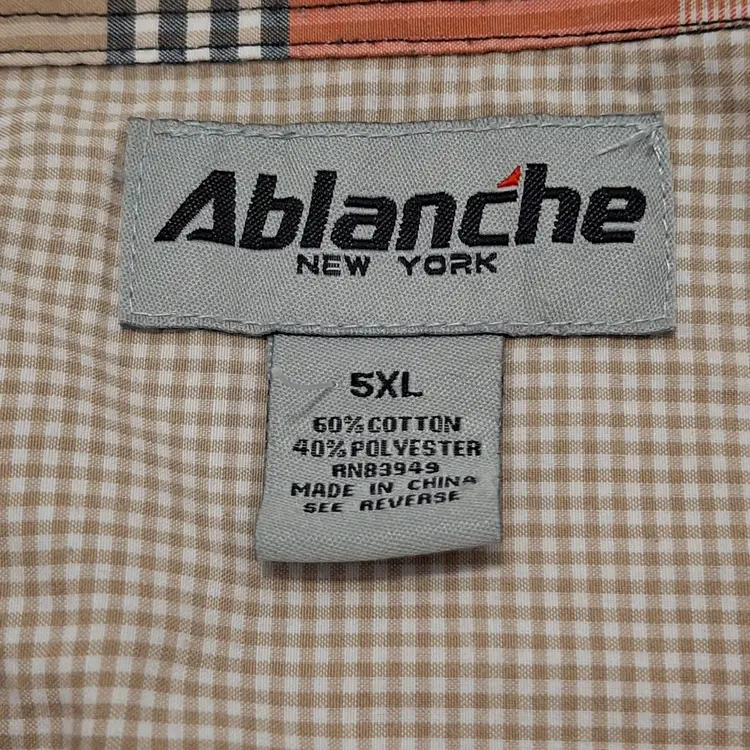 Ablanche
NEW YORK
5XL
60% COTTON
40% POLYESTER
RN83949
MADE IN CHINA
SEE REVERSE